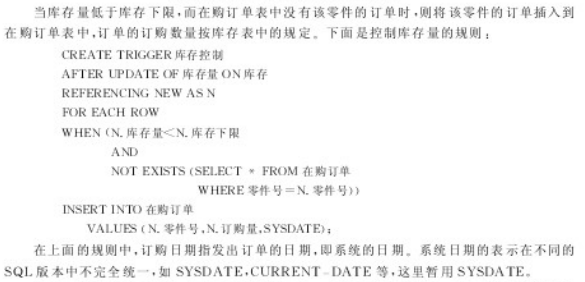 当库存量低于库存下限,而在购订单表中没有该零件的订单时,则将该零件的订单插入到
在购订单表中,订单的订购数量按库存表中的规定。下面是控制库存量的规则:
CREATE TRIGGER 库存控制
AFTER UPDATE OF 库存量 ON 库存
REFERENCING NEW AS N
FOR EACH ROW
WHEN (N. 库存量<N. 库存下限
AND
NOT EXISTS (SELECT * FROM 在购订单
WHERE 零件号=N. 零件号))
INSERT INTO 在购订单
VALUES (N. 零件号,N. 订购量,SYSDATE);
在上面的规则中,订购日期指发出订单的日期,即系统的日期。系统日期的表示在不同的
SQL 版本中不完全统一,如 SYSDATE,CURRENT-DATE 等,这里暂用 SYSDATE。